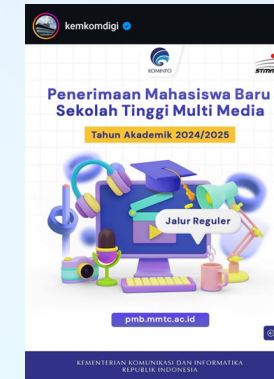 kemkomdigi
KOMINFO
STMM
Penerimaan Mahasiswa Baru
Sekolah Tinggi Multi Media
Tahun Akademik 2024/2025
Jalur Reguler
pmb.mmtc.ac.id
KEMENTERIAN KOMUNIKASI DAN INFORMATIKA
REPUBLIK INDONESIA